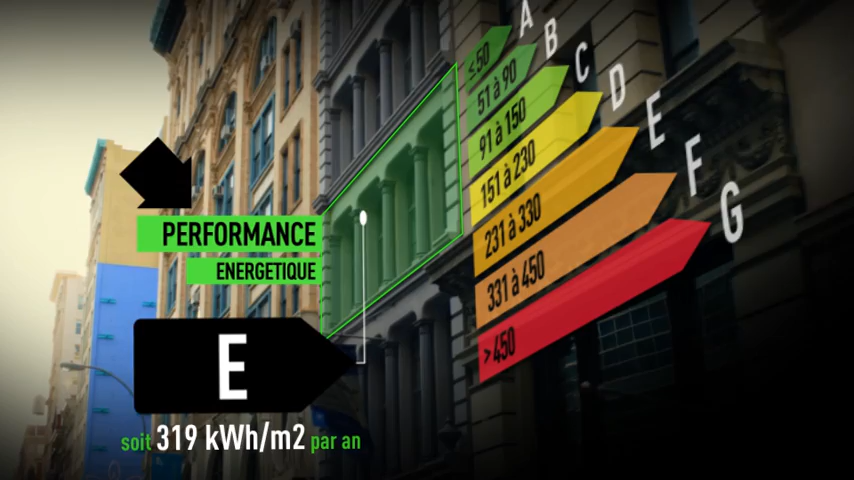 PERFORMANCE
ENERGETIQUE
E
soit 319 kWh/m2 par an
≤50 A
51 à 90 B
91 à 150 C
151 à 230 D
231 à 330 E
331 à 450 F
>450 G